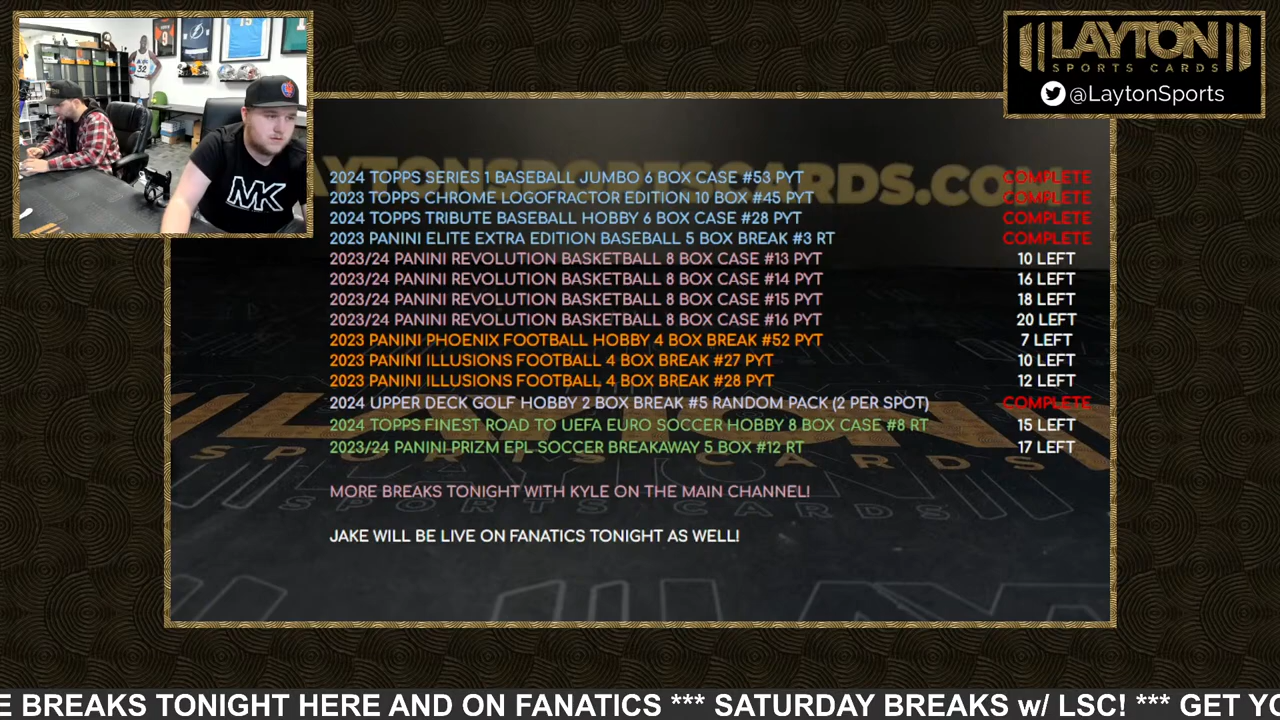 LAYTON
SPORTS CARDS
@LaytonSports
LAYTONSPORTSCARDS.CO
2024 TOPPS SERIES 1 BASEBALL JUMBO 6 BOX CASE #53 PYT COMPLETE
2023 TOPPS CHROME LOGOFRACTOR EDITION 10 BOX #45 PYT COMPLETE
2024 TOPPS TRIBUTE BASEBALL HOBBY 6 BOX CASE #28 PYT COMPLETE
2023 PANINI ELITE EXTRA EDITION BASEBALL 5 BOX BREAK #3 RT COMPLETE
2023/24 PANINI REVOLUTION BASKETBALL 8 BOX CASE #13 PYT 10 LEFT
2023/24 PANINI REVOLUTION BASKETBALL 8 BOX CASE #14 PYT 16 LEFT
2023/24 PANINI REVOLUTION BASKETBALL 8 BOX CASE #15 PYT 18 LEFT
2023/24 PANINI REVOLUTION BASKETBALL 8 BOX CASE #16 PYT 20 LEFT
2023 PANINI PHOENIX FOOTBALL HOBBY 4 BOX BREAK #52 PYT 7 LEFT
2023 PANINI ILLUSIONS FOOTBALL 4 BOX BREAK #27 PYT 10 LEFT
2023 PANINI ILLUSIONS FOOTBALL 4 BOX BREAK #28 PYT 12 LEFT
2024 UPPER DECK GOLF HOBBY 2 BOX BREAK #5 RANDOM PACK (2 PER SPOT) COMPLETE
2024 TOPPS FINEST ROAD TO UEFA EURO SOCCER HOBBY 8 BOX CASE #8 RT 15 LEFT
2023/24 PANINI PRIZM EPL SOCCER BREAKAWAY 5 BOX #12 RT 17 LEFT
MORE BREAKS TONIGHT WITH KYLE ON THE MAIN CHANNEL!
JAKE WILL BE LIVE ON FANATICS TONIGHT AS WELL!
MK
E BREAKS TONIGHT HERE AND ON FANATICS *** SATURDAY BREAKS w/ LSC! *** GET YO